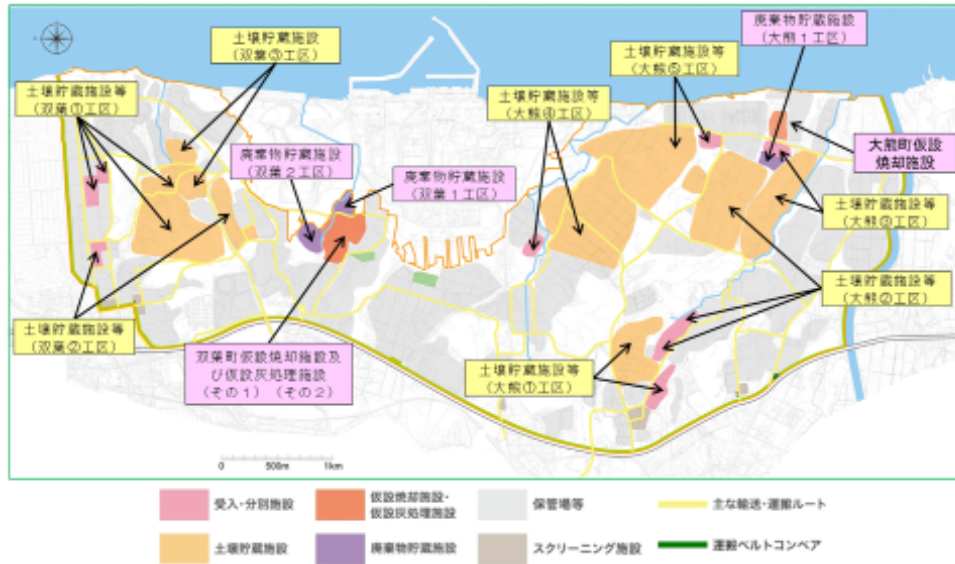 土壌貯蔵施設
（双葉③工区）
土壌貯蔵施設等
（双葉①工区）
廃棄物貯蔵施設
（双葉２工区）
廃棄物貯蔵施設
（双葉１工区）
土壌貯蔵施設等
（大熊④工区）
土壌貯蔵施設等
（大熊⑤工区）
廃棄物貯蔵施設
（大熊１工区）
大熊町仮設
焼却施設
土壌貯蔵施設等
（大熊③工区）
土壌貯蔵施設等
（大熊②工区）
土壌貯蔵施設等
（双葉②工区）
双葉町仮設焼却施設及
び仮設灰処理施設
（その１）（その２）
土壌貯蔵施設等
（大熊①工区）
0 500m 1km
受入・分別施設
仮設焼却施設・
仮設灰処理施設
保管場等
主な輸送・運搬ルート
土壌貯蔵施設
廃棄物貯蔵施設
スクリーニング施設
運搬ベルトコンベア